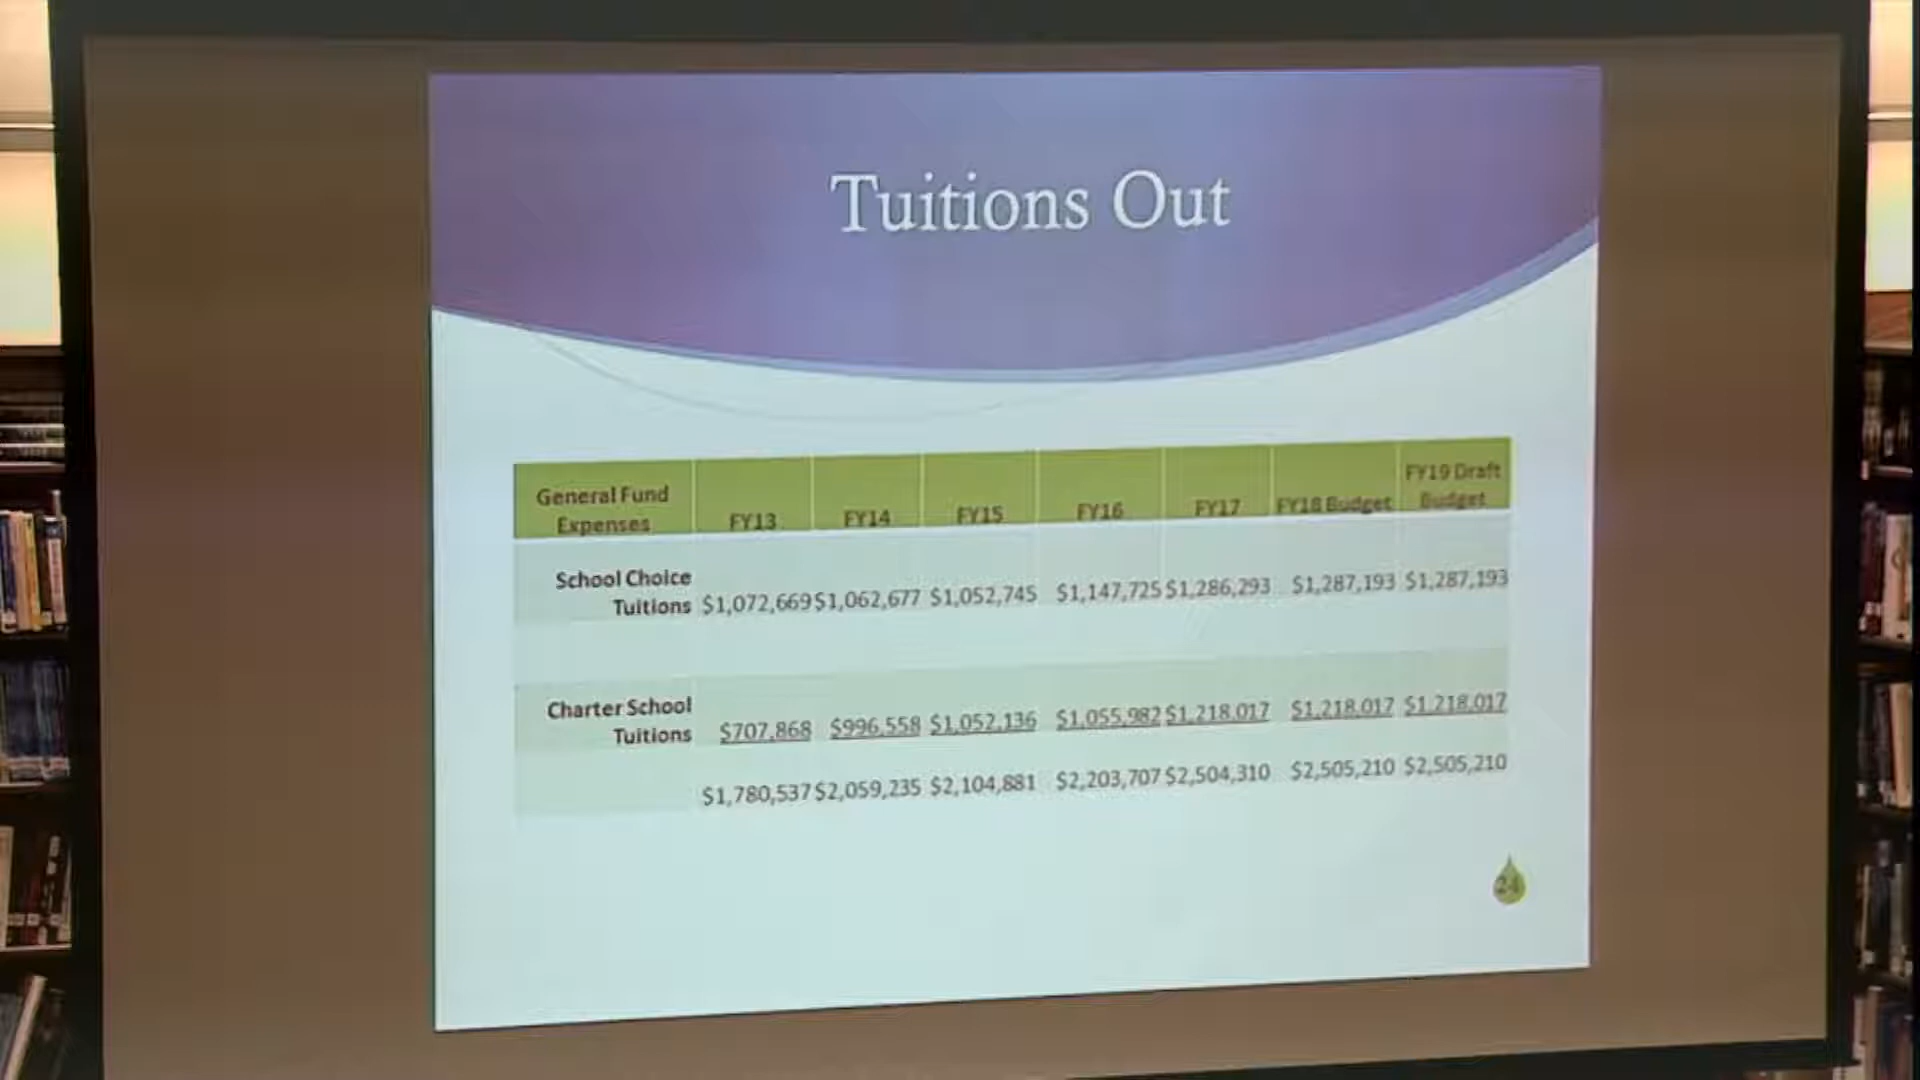 Tuitions Out
General Fund Expenses FY13 FY14 FY15 FY16 FY17 FY18 Budget FY19 Draft Budget
School Choice Tuitions $1,072,669 $1,062,677 $1,052,745 $1,147,725 $1,286,293 $1,287,193 $1,287,193
Charter School Tuitions $707,868 $996,558 $1,052,136 $1,055,982 $1,218,017 $1,218,017 $1,218,017
$1,780,537 $2,059,235 $2,104,881 $2,203,707 $2,504,310 $2,505,210 $2,505,210
24